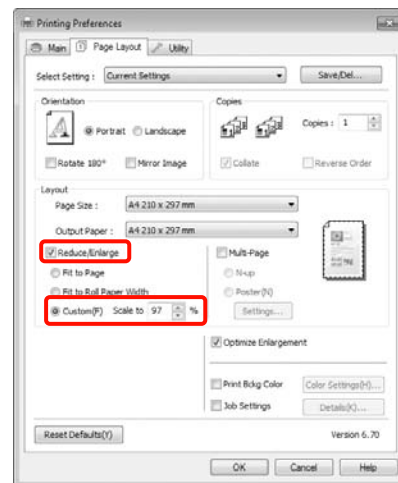 Printing Preferences
Main Page Layout Utility
Select Setting : Current Settings Save/Del...
Orientation Copies
Portrait Landscape Copies : 1
Rotate 180° Mirror Image Collate Reverse Order
Layout
Page Size : A4 210 x 297 mm
Output Paper : A4 210 x 297 mm
Reduce/Enlarge Multi-Page
Fit to Page N-up
Fit to Roll Paper Width Poster(N)
Custom(F) Scale to 97 % Settings...
Optimize Enlargement
Print Bckg Color Color Settings(H)...
Job Settings Details(K)...
Reset Defaults(Y) Version 6.70
OK Cancel Help